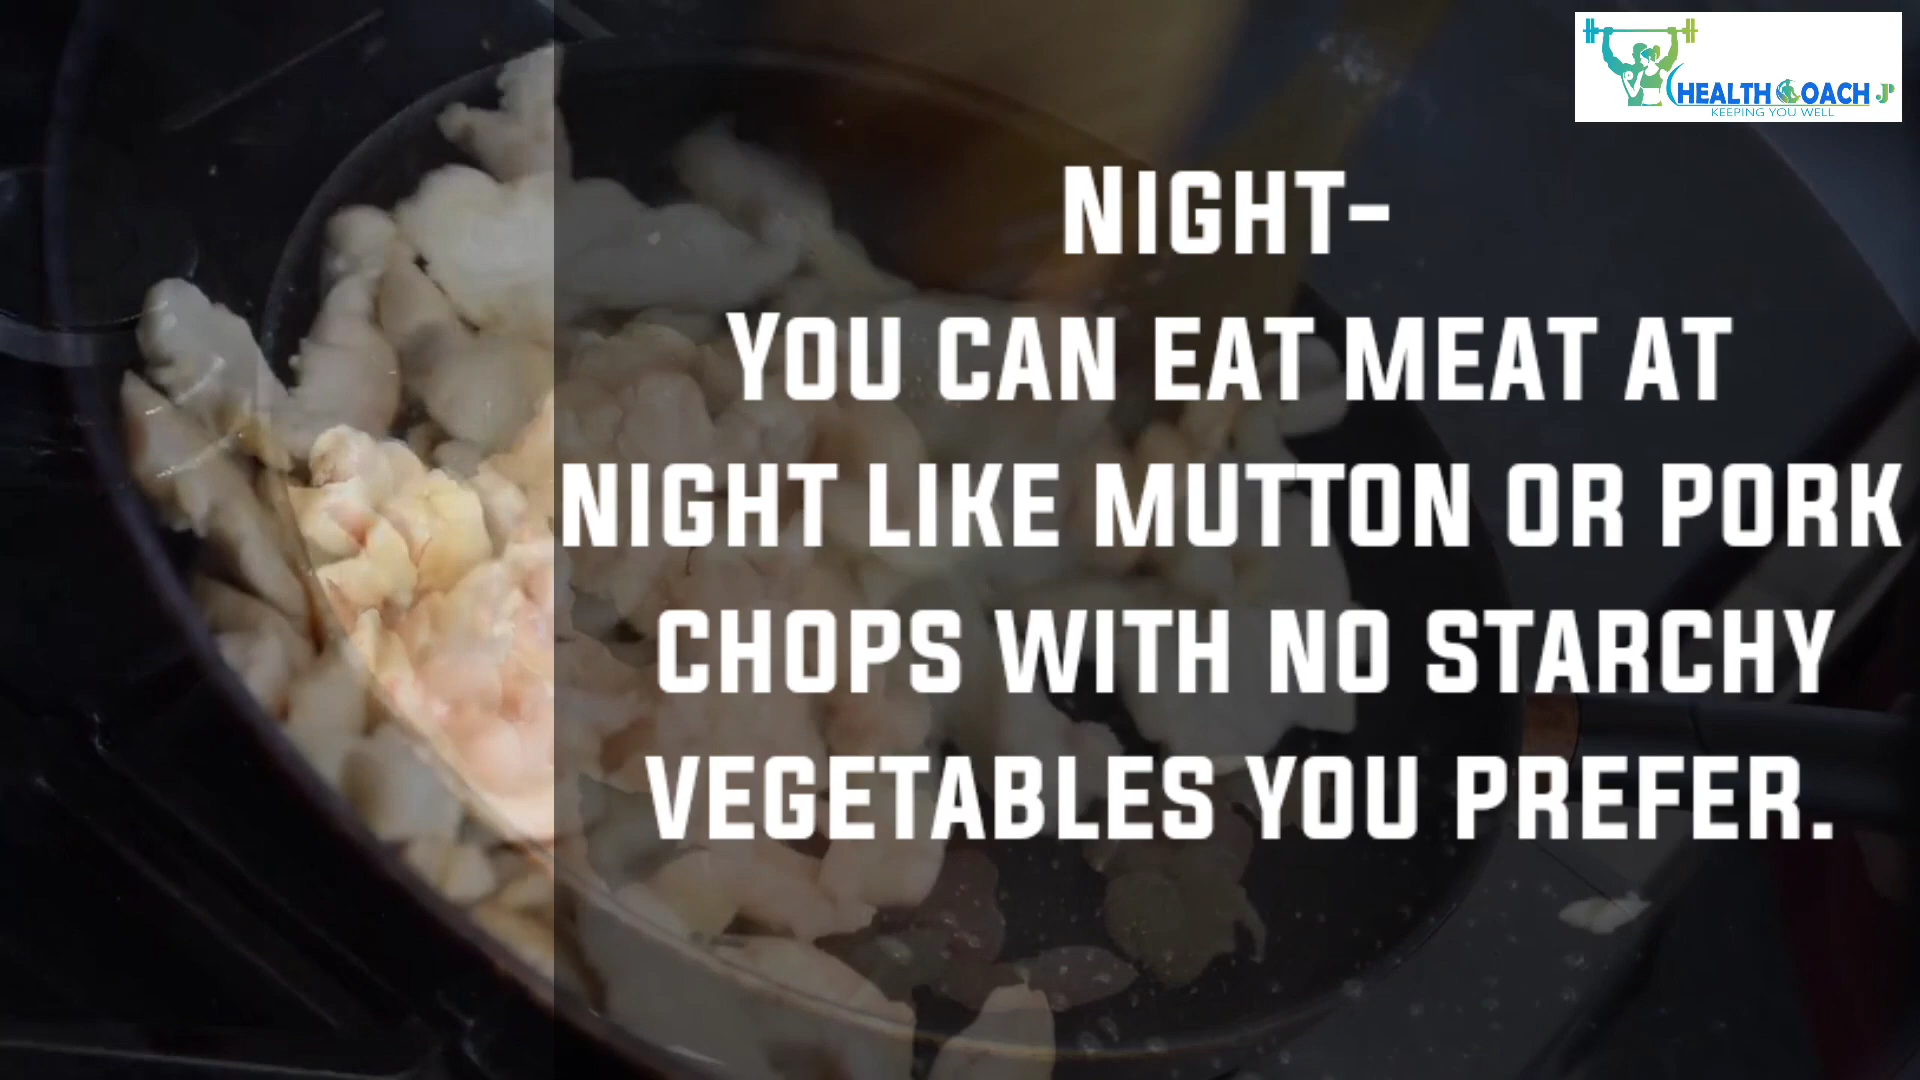 HEALTH COACH JP
KEEPING YOU WELL
NIGHT-
YOU CAN EAT MEAT AT
NIGHT LIKE MUTTON OR PORK
CHOPS WITH NO STARCHY
VEGETABLES YOU PREFER.